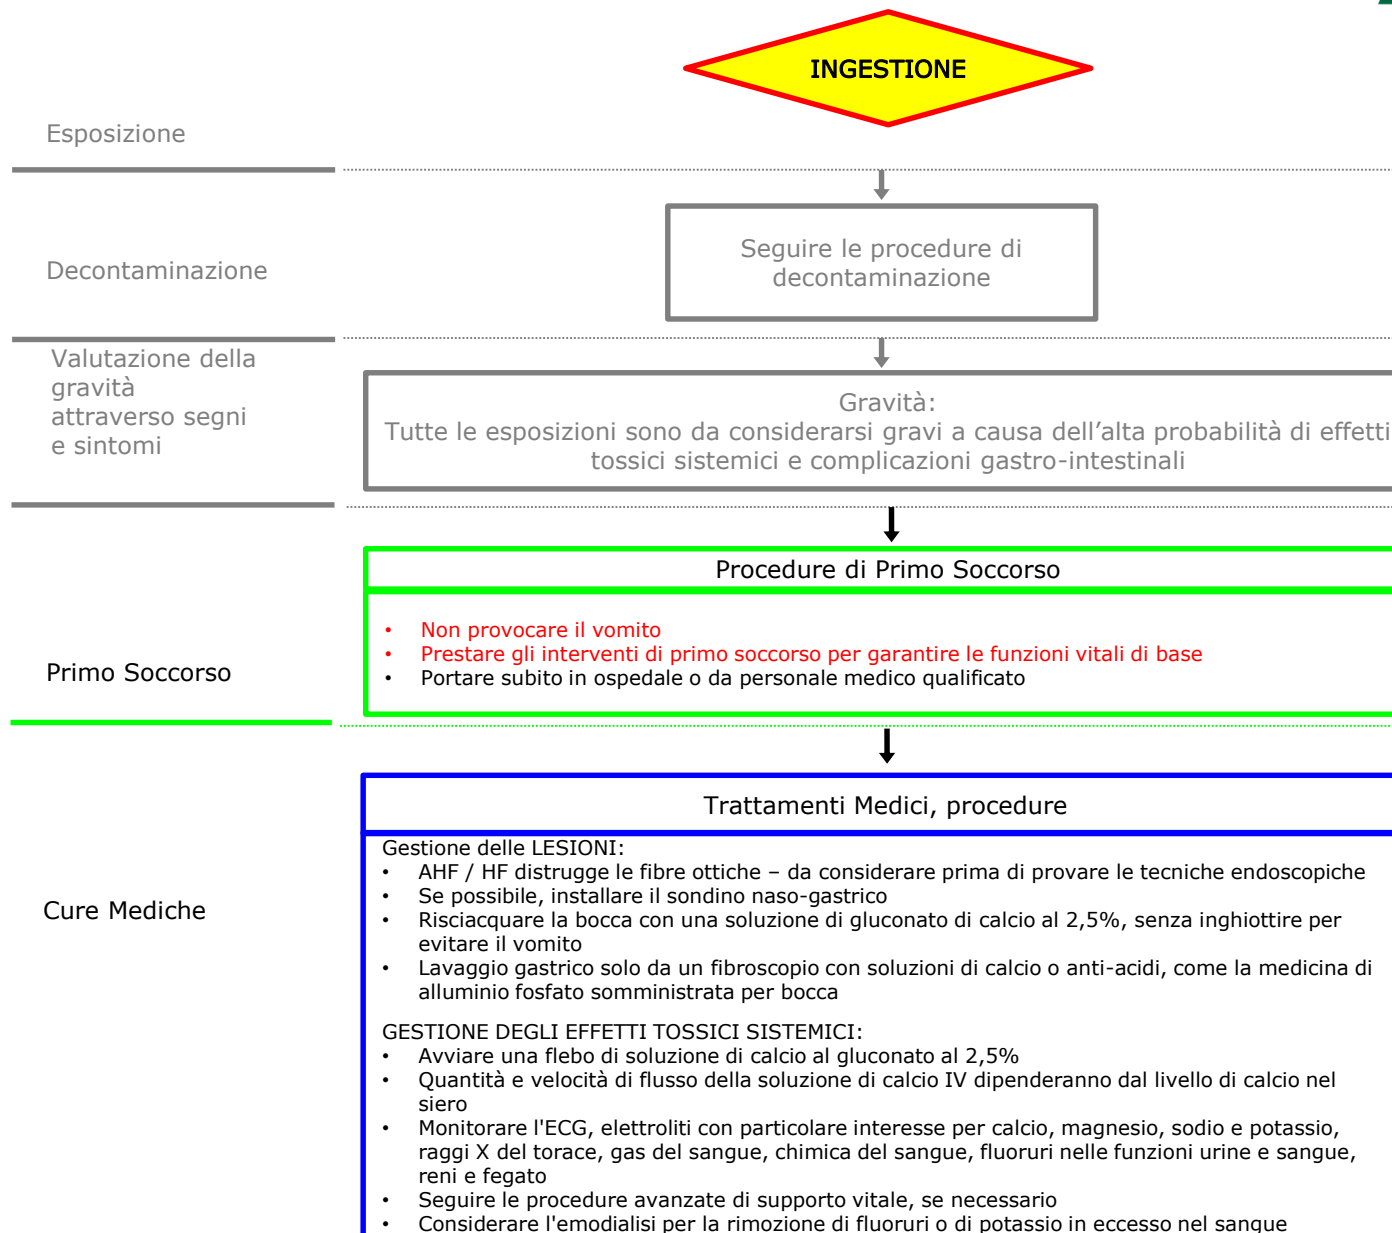 INGESTIONE
Esposizione
Decontaminazione
Seguire le procedure di
decontaminazione
Valutazione della
gravità
attraverso segni
e sintomi
Gravità:
Tutte le esposizioni sono da considerarsi gravi a causa dell’alta probabilità di effetti
tossici sistemici e complicazioni gastro-intestinali
Procedure di Primo Soccorso
Primo Soccorso
• Non provocare il vomito
• Prestare gli interventi di primo soccorso per garantire le funzioni vitali di base
• Portare subito in ospedale o da personale medico qualificato
Trattamenti Medici, procedure
Cure Mediche
Gestione delle LESIONI:
• AHF / HF distrugge le fibre ottiche – da considerare prima di provare le tecniche endoscopiche
• Se possibile, installare il sondino naso-gastrico
• Risciacquare la bocca con una soluzione di gluconato di calcio al 2,5%, senza inghiottire per
evitare il vomito
• Lavaggio gastrico solo da un fibroscopio con soluzioni di calcio o anti-acidi, come la medicina di
alluminio fosfato somministrata per bocca
GESTIONE DEGLI EFFETTI TOSSICI SISTEMICI:
• Avviare una flebo di soluzione di calcio al gluconato al 2,5%
• Quantità e velocità di flusso della soluzione di calcio IV dipenderanno dal livello di calcio nel
siero
• Monitorare l'ECG, elettroliti con particolare interesse per calcio, magnesio, sodio e potassio,
raggi X del torace, gas del sangue, chimica del sangue, fluoruri nelle funzioni urine e sangue,
reni e fegato
• Seguire le procedure avanzate di supporto vitale, se necessario
• Considerare l'emodialisi per la rimozione di fluoruri o di potassio in eccesso nel sangue